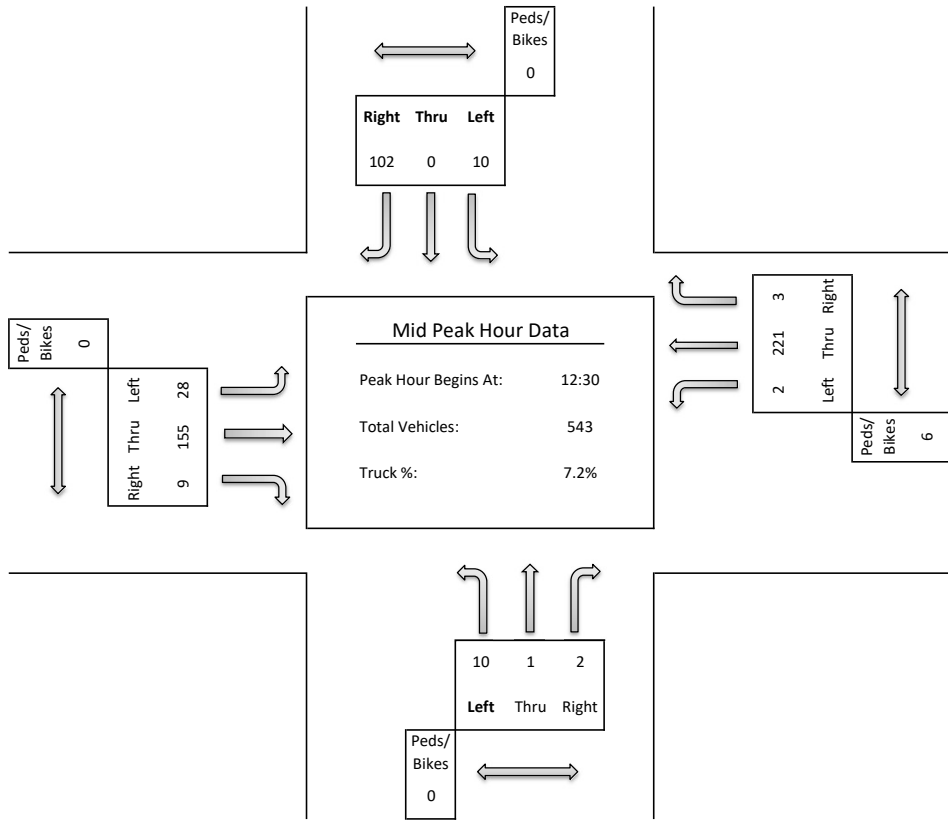 Peds/
Bikes
0
Right Thru Left
102 0 10
Peds/
Bikes
0
Left 28
Thru 155
Right 9
Mid Peak Hour Data
Peak Hour Begins At: 12:30
Total Vehicles: 543
Truck %: 7.2%
3 Right
221 Thru
2 Left
Peds/
Bikes
6
10 1 2
Left Thru Right
Peds/
Bikes
0